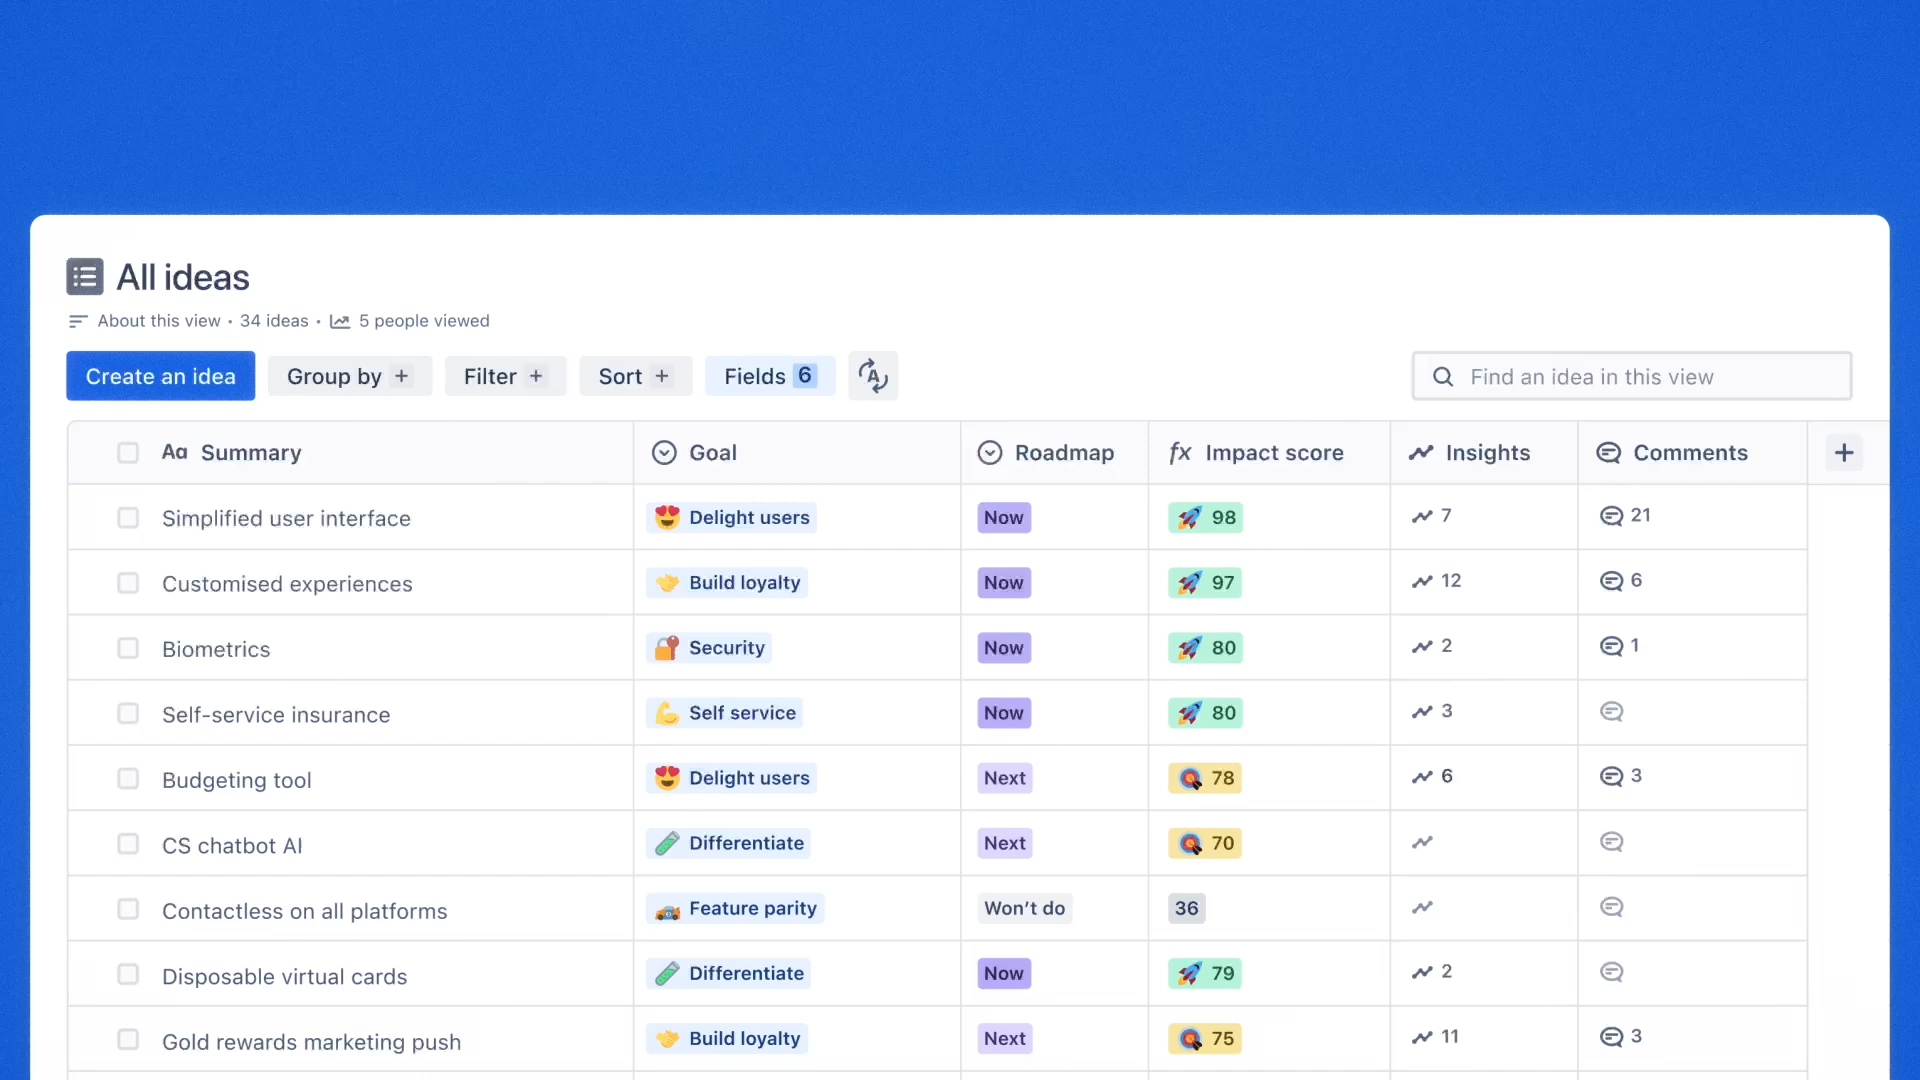 All ideas
About this view • 34 ideas • 5 people viewed
Create an idea Group by + Filter + Sort + Fields 6 A Find an idea in this view
Aa Summary Goal Roadmap fx Impact score Insights Comments +
Simplified user interface Delight users Now 98 7 21
Customised experiences Build loyalty Now 97 12 6
Biometrics Security Now 80 2 1
Self-service insurance Self service Now 80 3
Budgeting tool Delight users Next 78 6 3
CS chatbot AI Differentiate Next 70
Contactless on all platforms Feature parity Won't do 36
Disposable virtual cards Differentiate Now 79 2
Gold rewards marketing push Build loyalty Next 75 11 3